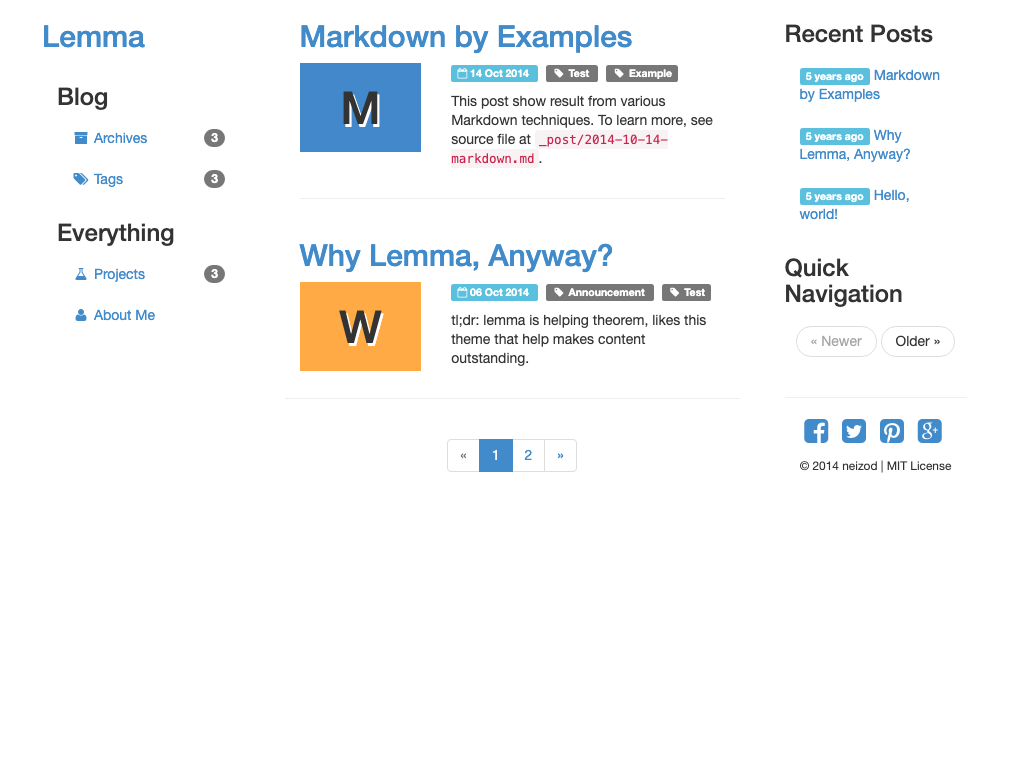 Lemma
Blog
Archives 3
Tags 3
Everything
Projects 3
About Me
Markdown by Examples
M
14 Oct 2014 Test Example
This post show result from various
Markdown techniques. To learn more, see
source file at _post/2014-10-14-
markdown.md .
Why Lemma, Anyway?
W
06 Oct 2014 Announcement Test
tl;dr: lemma is helping theorem, likes this
theme that help makes content
outstanding.
« 1 2 »
Recent Posts
5 years ago Markdown
by Examples
5 years ago Why
Lemma, Anyway?
5 years ago Hello,
world!
Quick
Navigation
« Newer Older »
© 2014 neizod | MIT License